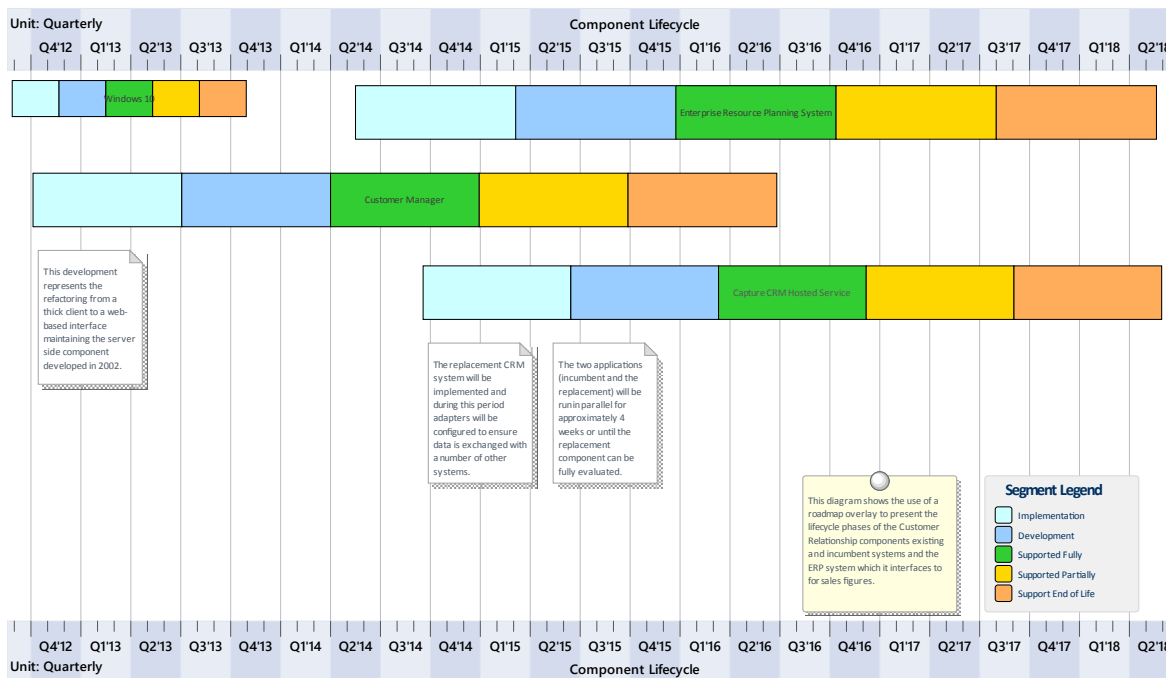 Unit: Quarterly
Component Lifecycle
Q4'12 Q1'13 Q2'13 Q3'13 Q4'13 Q1'14 Q2'14 Q3'14 Q4'14 Q1'15 Q2'15 Q3'15 Q4'15 Q1'16 Q2'16 Q3'16 Q4'16 Q1'17 Q2'17 Q3'17 Q4'17 Q1'18 Q2'18
Windows 10
Enterprise Resource Planning System
Customer Manager
Capture CRM Hosted Service
This development
represents the
refactoring from a
thick client to a web-
based interface
maintaining the server
side component
developed in 2002.
The replacement CRM
system will be
implemented and
during this period
adapters will be
configured to ensure
data is exchanged with
a number of other
systems.
The two applications
(incumbent and the
replacement) will be
run in parallel for
approximately 4
weeks or until the
replacement
component can be
fully evaluated.
This diagram shows the use of a
roadmap overlay to present the
lifecycle phases of the Customer
Relationship components existing
and incumbent systems and the
ERP system which it interfaces to
for sales figures.
Segment Legend
Implementation
Development
Supported Fully
Supported Partially
Support End of Life
Q4'12 Q1'13 Q2'13 Q3'13 Q4'13 Q1'14 Q2'14 Q3'14 Q4'14 Q1'15 Q2'15 Q3'15 Q4'15 Q1'16 Q2'16 Q3'16 Q4'16 Q1'17 Q2'17 Q3'17 Q4'17 Q1'18 Q2'18
Unit: Quarterly
Component Lifecycle